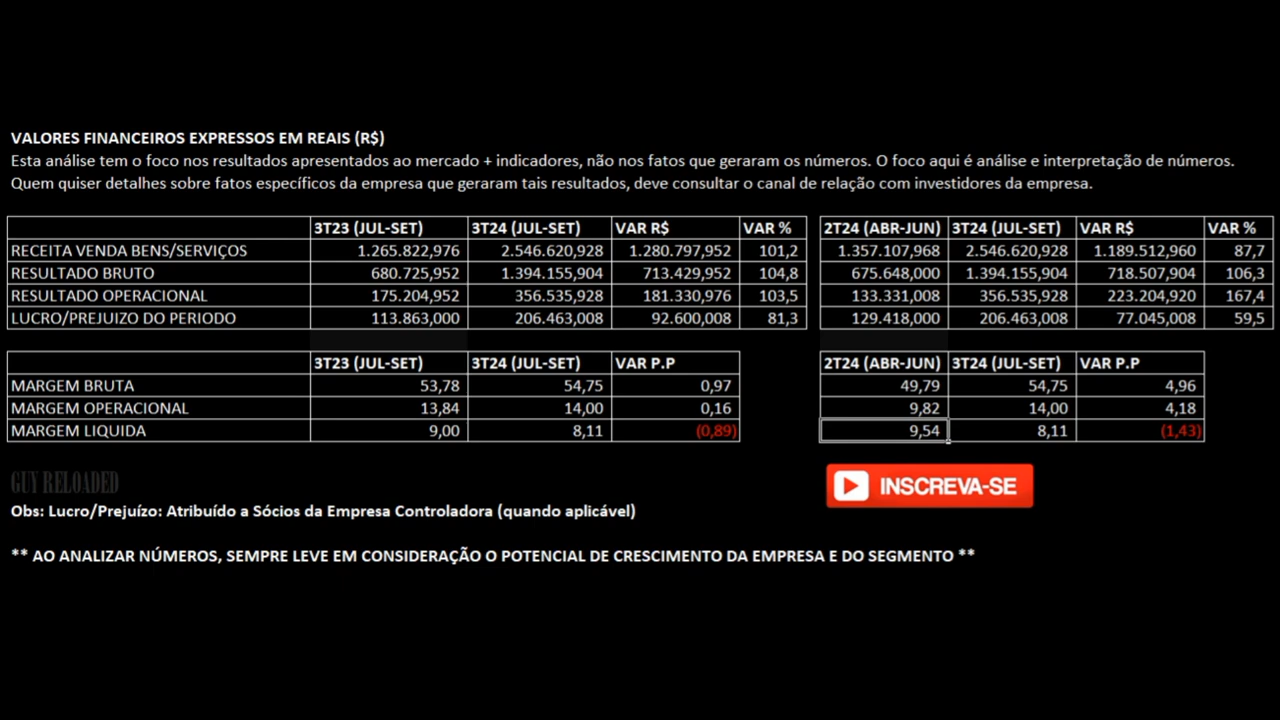 VALORES FINANCEIROS EXPRESSOS EM REAIS (R$)
Esta análise tem o foco nos resultados apresentados ao mercado + indicadores, não nos fatos que geraram os números. O foco aqui é análise e interpretação de números.
Quem quiser detalhes sobre fatos específicos da empresa que geraram tais resultados, deve consultar o canal de relação com investidores da empresa.
3T23 (JUL-SET) 3T24 (JUL-SET) VAR R$ VAR % 2T24 (ABR-JUN) 3T24 (JUL-SET) VAR R$ VAR %
RECEITA VENDA BENS/SERVIÇOS 1.265.822,976 2.546.620,928 1.280.797,952 101,2 1.357.107,968 2.546.620,928 1.189.512,960 87,7
RESULTADO BRUTO 680.725,952 1.394.155,904 713.429,952 104,8 675.648,000 1.394.155,904 718.507,904 106,3
RESULTADO OPERACIONAL 175.204,952 356.535,928 181.330,976 103,5 133.331,008 356.535,928 223.204,920 167,4
LUCRO/PREJUIZO DO PERIODO 113.863,000 206.463,008 92.600,008 81,3 129.418,000 206.463,008 77.045,008 59,5
3T23 (JUL-SET) 3T24 (JUL-SET) VAR P.P 2T24 (ABR-JUN) 3T24 (JUL-SET) VAR P.P
MARGEM BRUTA 53,78 54,75 0,97 49,79 54,75 4,96
MARGEM OPERACIONAL 13,84 14,00 0,16 9,82 14,00 4,18
MARGEM LIQUIDA 9,00 8,11 (0,89) 9,54 8,11 (1,43)
GUY RELOADED
INSCREVA-SE
Obs: Lucro/Prejuízo: Atribuído a Sócios da Empresa Controladora (quando aplicável)
** AO ANALIZAR NÚMEROS, SEMPRE LEVE EM CONSIDERAÇÃO O POTENCIAL DE CRESCIMENTO DA EMPRESA E DO SEGMENTO **